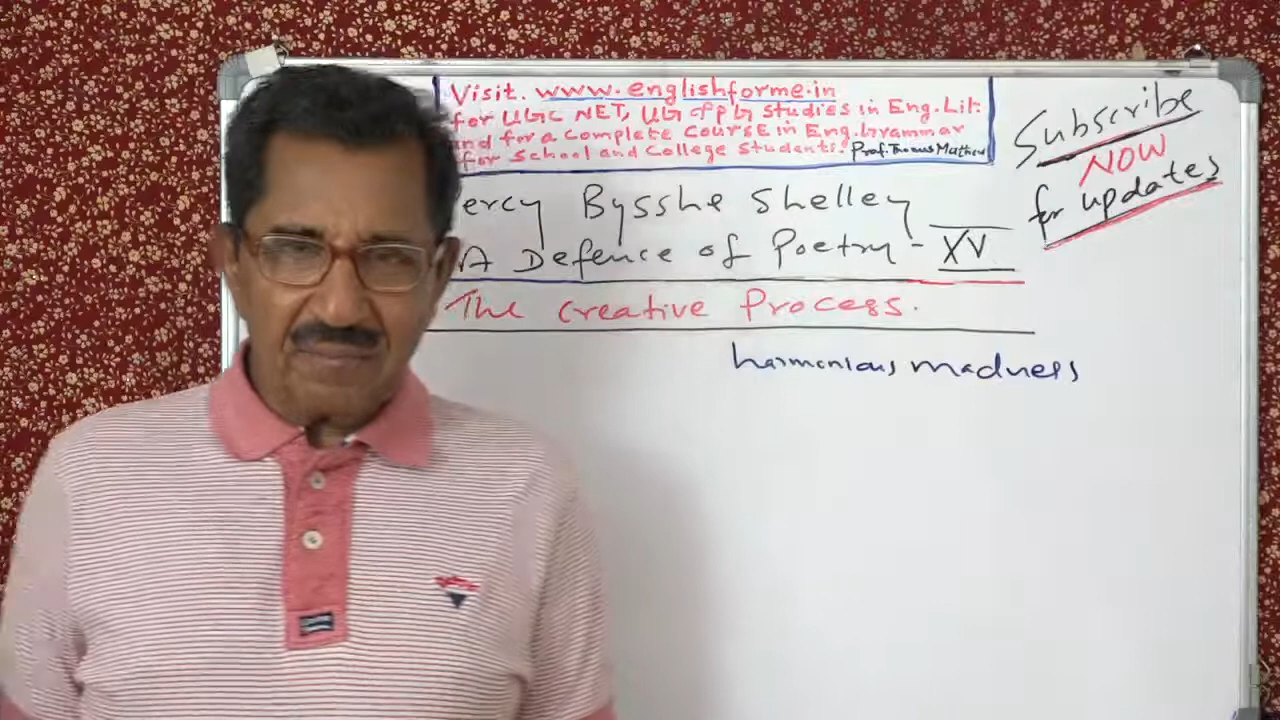 Visit. www.englishforme.in
for UGC NET, UG & PG Studies in Eng. Lit.
nd for a Complete Course in Eng. Grammar
for School and College Students. Prof. Thomas Mathew
Subscribe
NOW
for updates
ercy Bysshe Shelley
A Defence of Poetry - XV
The Creative Process.
harmonious madness